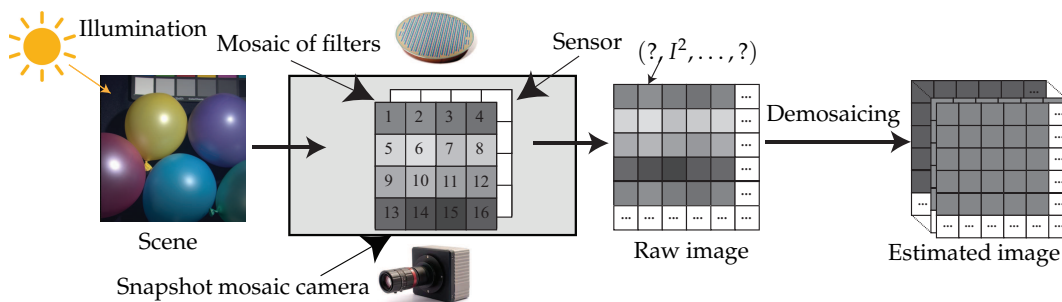 Illumination
Mosaic of filters
Sensor
(?, I², . . . , ?)
1 2 3 4
5 6 7 8
9 10 11 12
13 14 15 16
...
...
...
...
...
... ... ... ... ... ...
Demosaicing
...
...
...
...
...
...
...
...
... ... ... ... ... ...
Scene
Raw image
Estimated image
Snapshot mosaic camera